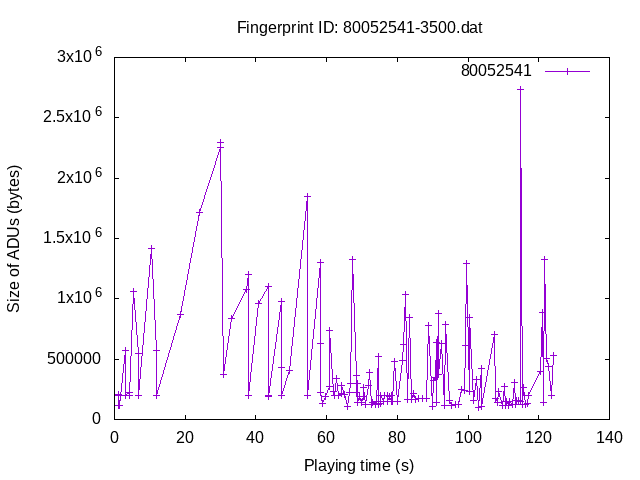 Fingerprint ID: 80052541-3500.dat
80052541
3x10^6
2.5x10^6
2x10^6
1.5x10^6
1x10^6
500000
0
Size of ADUs (bytes)
0 20 40 60 80 100 120 140
Playing time (s)